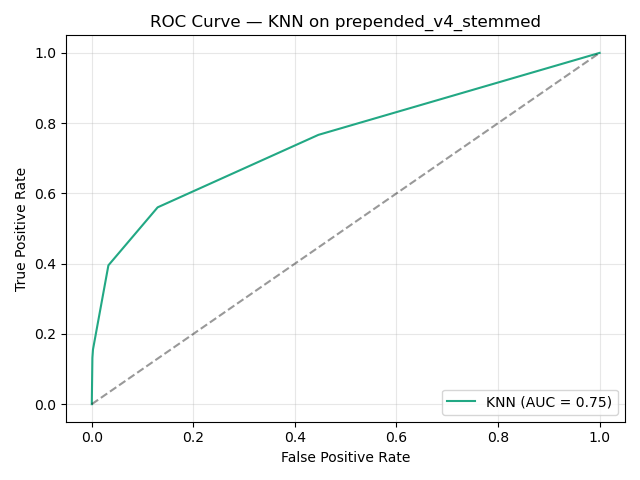 ROC Curve — KNN on prepended_v4_stemmed
True Positive Rate
1.0
0.8
0.6
0.4
0.2
0.0
0.0 0.2 0.4 0.6 0.8 1.0
False Positive Rate
KNN (AUC = 0.75)